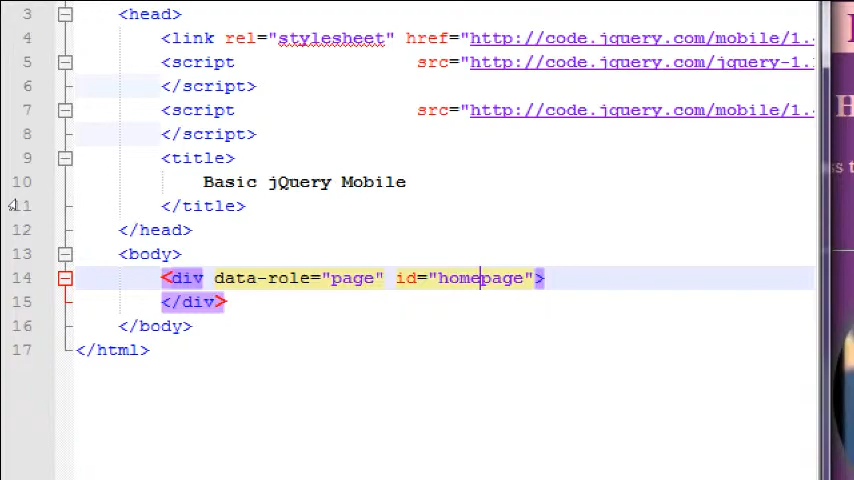 3 <head>
4 <link rel="stylesheet" href="http://code.jquery.com/mobile/1.
5 <script src="http://code.jquery.com/jquery-1.
6 </script>
7 <script src="http://code.jquery.com/mobile/1.
8 </script>
9 <title>
10 Basic jQuery Mobile
11 </title>
12 </head>
13 <body>
14 <div data-role="page" id="homepage">
15 </div>
16 </body>
17 </html>